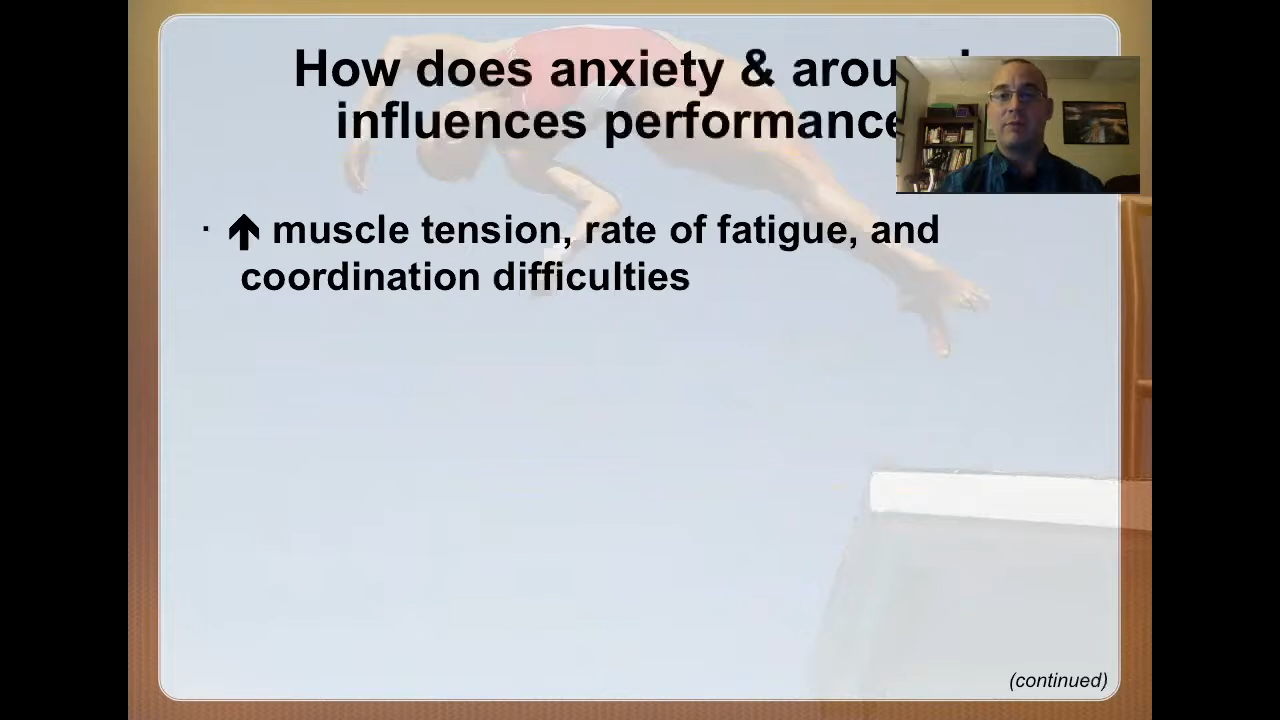 How does anxiety & arou
influences performance
· ↑ muscle tension, rate of fatigue, and
coordination difficulties
(continued)